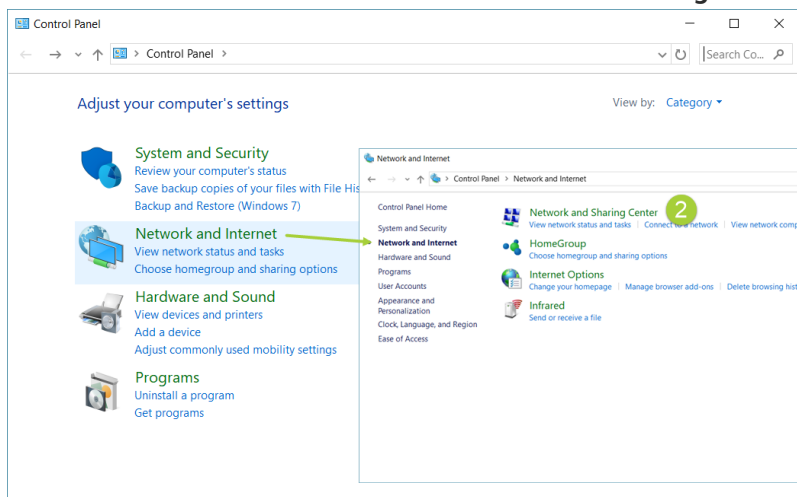 Control Panel
Control Panel
Search Co...
Adjust your computer's settings
View by: Category
System and Security
Review your computer's status
Save backup copies of your files with File His
Backup and Restore (Windows 7)
Network and Internet
View network status and tasks
Choose homegroup and sharing options
Hardware and Sound
View devices and printers
Add a device
Adjust commonly used mobility settings
Programs
Uninstall a program
Get programs
Network and Internet
Control Panel > Network and Internet
Control Panel Home
System and Security
Network and Internet
Hardware and Sound
Programs
User Accounts
Appearance and
Personalization
Clock, Language, and Region
Ease of Access
Network and Sharing Center 2
View network status and tasks | Connect to a network | View network comp
HomeGroup
Choose homegroup and sharing options
Internet Options
Change your homepage | Manage browser add-ons | Delete browsing hist
Infrared
Send or receive a file